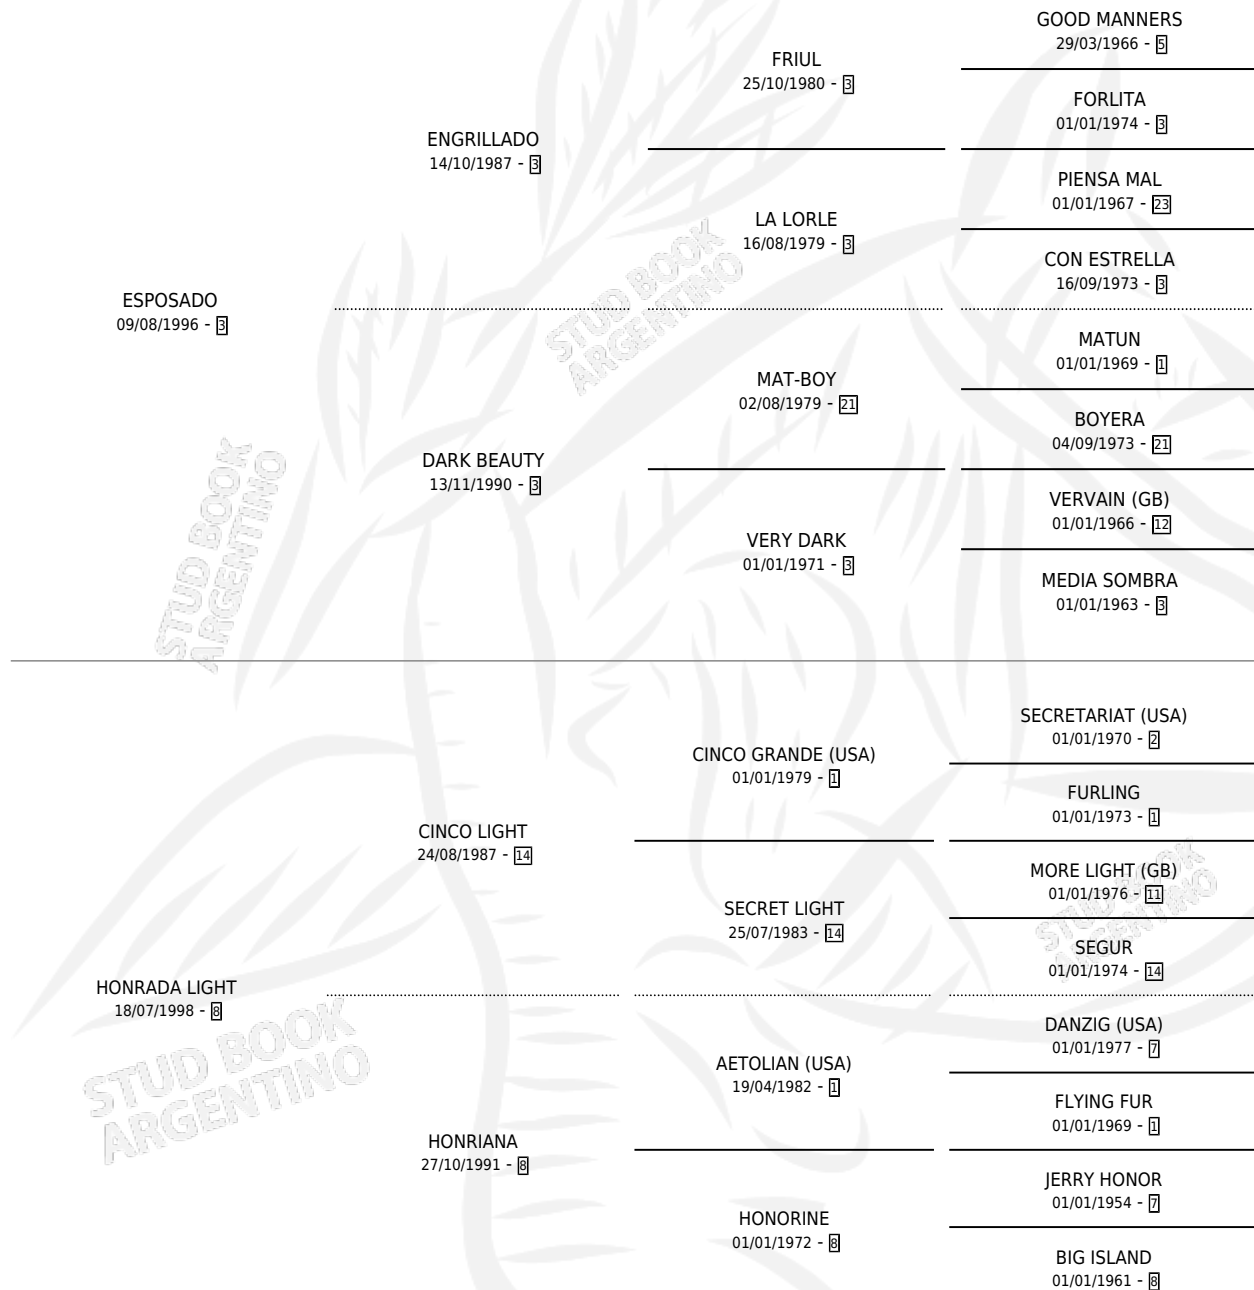 GOOD MANNERS
29/03/1966 - 5
FRIUL
25/10/1980 - 3
FORLITA
01/01/1974 - 3
ENGRILLADO
14/10/1987 - 3
PIENSA MAL
01/01/1967 - 23
LA LORLE
16/08/1979 - 3
CON ESTRELLA
16/09/1973 - 3
ESPOSADO
09/08/1996 - 3
STUD BOOK
ARGENTINO
MATUN
01/01/1969 - 1
MAT-BOY
02/08/1979 - 21
BOYERA
04/09/1973 - 21
DARK BEAUTY
13/11/1990 - 3
VERVAIN (GB)
01/01/1966 - 12
VERY DARK
01/01/1971 - 3
MEDIA SOMBRA
01/01/1963 - 3
STUD BOOK
ARGENTINO
SECRETARIAT (USA)
01/01/1970 - 2
CINCO GRANDE (USA)
01/01/1979 - 1
FURLING
01/01/1973 - 1
CINCO LIGHT
24/08/1987 - 14
MORE LIGHT (GB)
01/01/1976 - 11
SECRET LIGHT
25/07/1983 - 14
STUD BOOK
ARGENTINO
SEGUR
01/01/1974 - 14
HONRADA LIGHT
18/07/1998 - 8
STUD BOOK
ARGENTINO
DANZIG (USA)
01/01/1977 - 7
AETOLIAN (USA)
19/04/1982 - 1
FLYING FUR
01/01/1969 - 1
HONRIANA
27/10/1991 - 8
JERRY HONOR
01/01/1954 - 7
HONORINE
01/01/1972 - 8
BIG ISLAND
01/01/1961 - 8